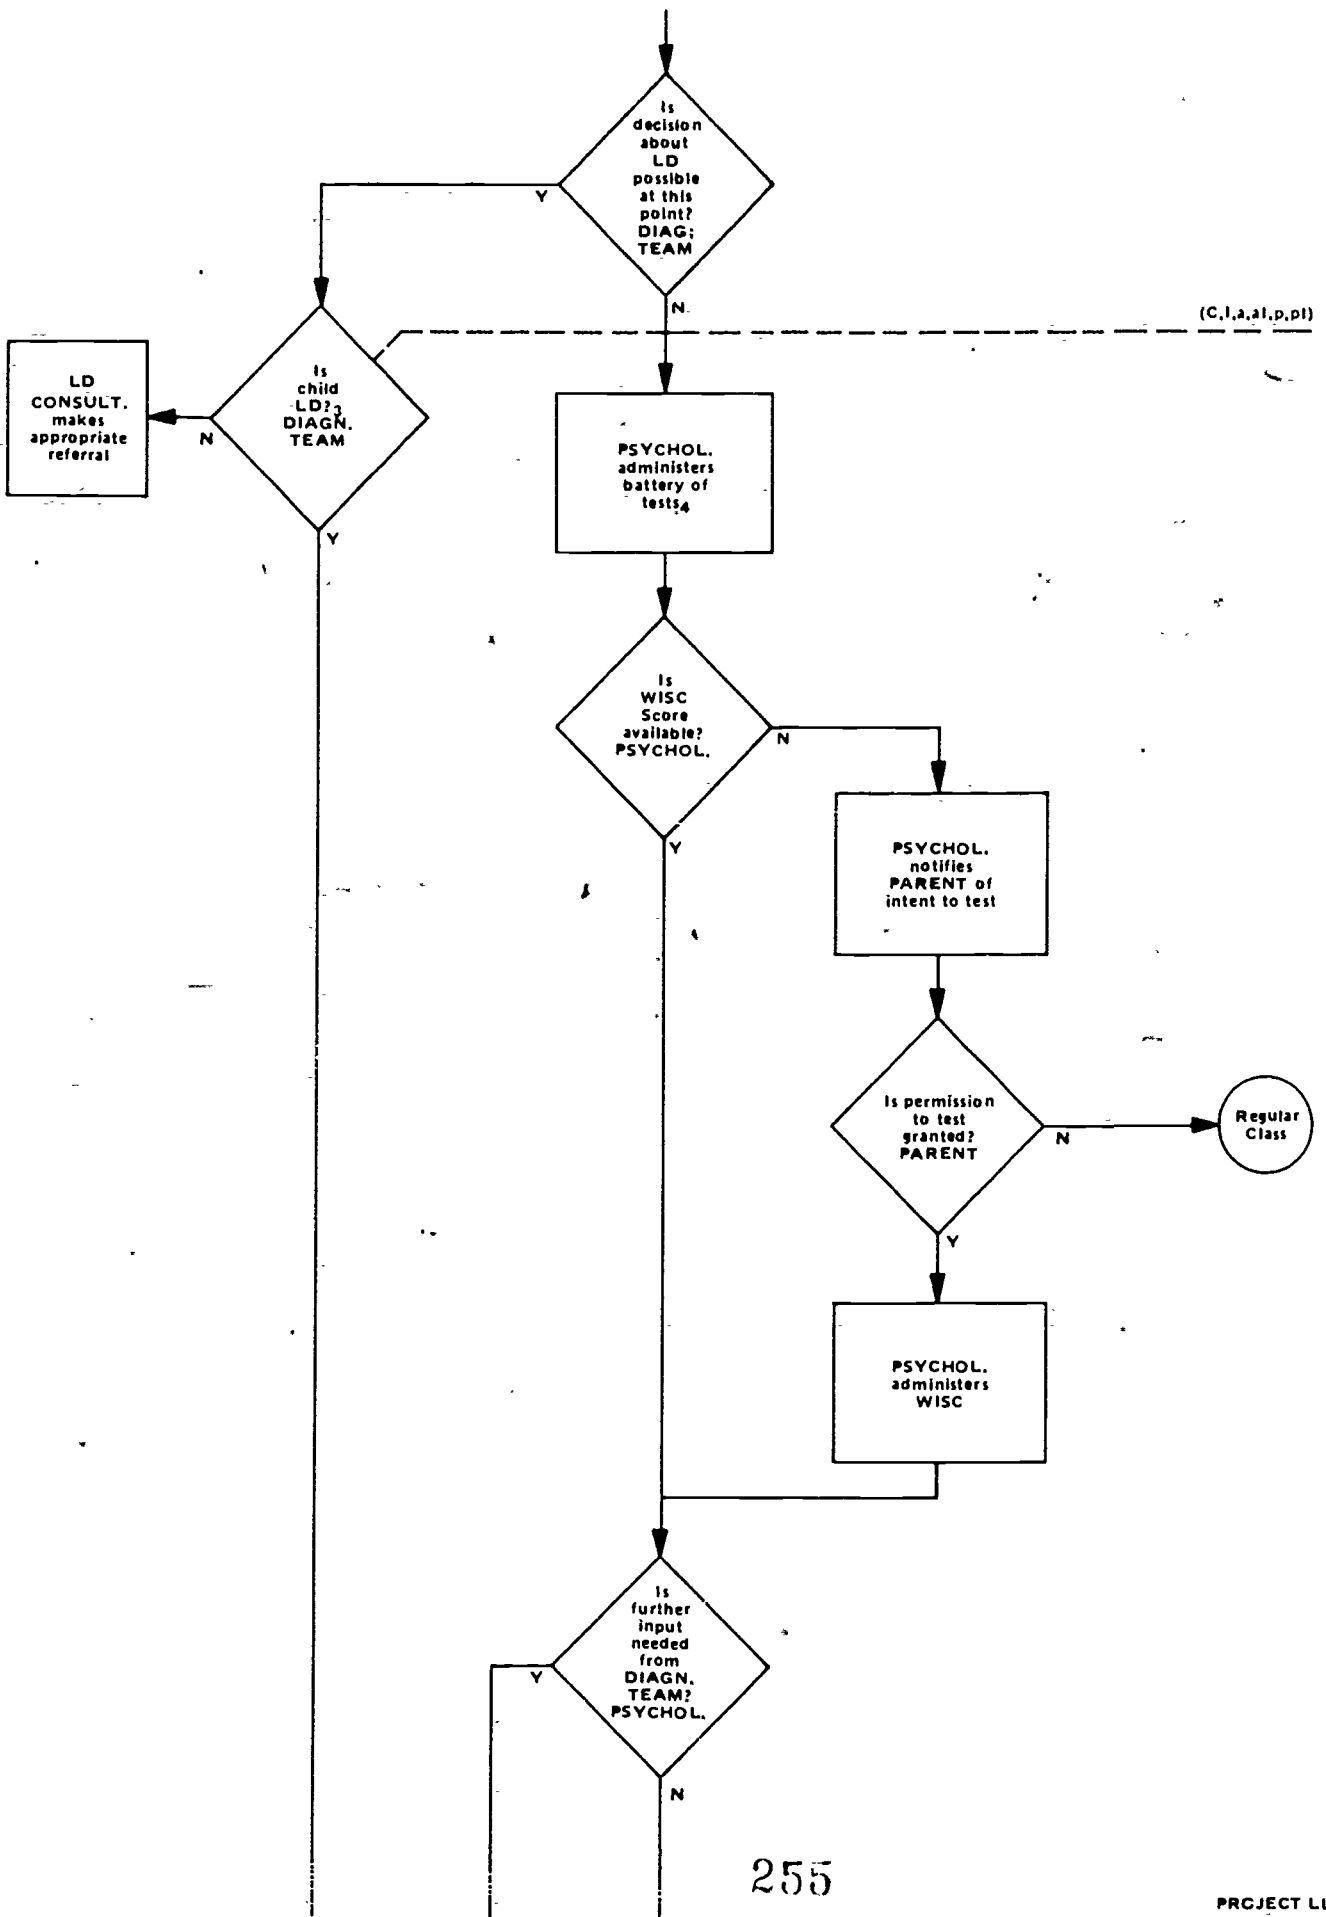 Is
decision
about
LD
possible
at this
point?
DIAG;
TEAM
Y
N
(C,I,a,a1,p,p1)
LD
CONSULT.
makes
appropriate
referral
N
Is
child
LD?3
DIAGN.
TEAM
Y
PSYCHOL.
administers
battery of
tests4
Is
WISC
Score
available?
PSYCHOL.
N
Y
PSYCHOL.
notifies
PARENT of
intent to test
Is permission
to test
granted?
PARENT
N
Regular
Class
Y
PSYCHOL.
administers
WISC
Is
further
input
needed
from
DIAGN.
TEAM?
PSYCHOL.
Y
N
255
PROJECT